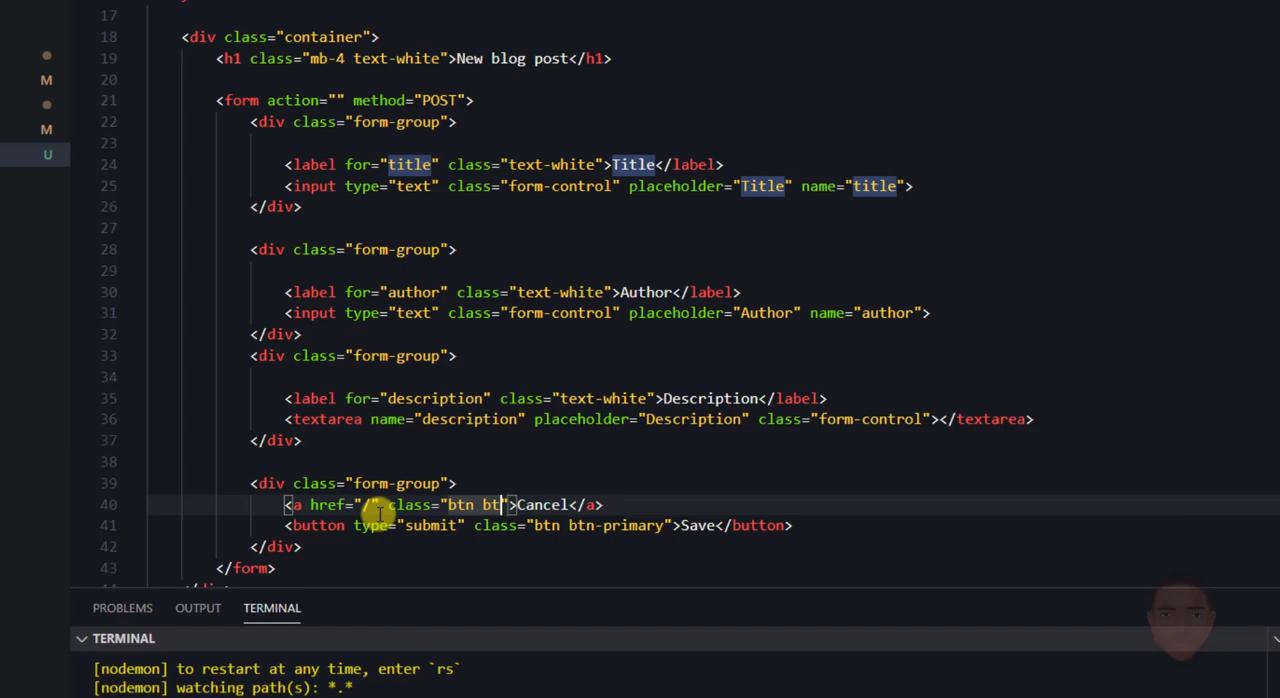 17
18 <div class="container">
19 <h1 class="mb-4 text-white">New blog post</h1>
20
M
21 <form action="" method="POST">
22 <div class="form-group">
M
23
U
24 <label for="title" class="text-white">Title</label>
25 <input type="text" class="form-control" placeholder="Title" name="title">
26 </div>
27
28 <div class="form-group">
29
30 <label for="author" class="text-white">Author</label>
31 <input type="text" class="form-control" placeholder="Author" name="author">
32 </div>
33 <div class="form-group">
34
35 <label for="description" class="text-white">Description</label>
36 <textarea name="description" placeholder="Description" class="form-control"></textarea>
37 </div>
38
39 <div class="form-group">
40 <a href="/" class="btn bt">Cancel</a>
41 <button type="submit" class="btn btn-primary">Save</button>
42 </div>
43 </form>
PROBLEMS OUTPUT TERMINAL
TERMINAL
[nodemon] to restart at any time, enter `rs`
[nodemon] watching path(s): *.*